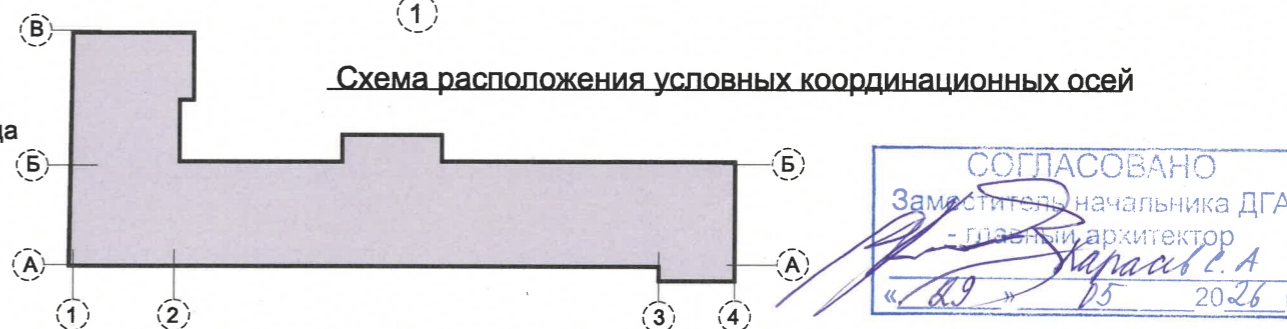 1
В
Схема расположения условных координационных осей
да
Б Б
А А
1 2 3 4
СОГЛАСОВАНО
Заместитель начальника ДГА
- главный архитектор
Карасев С. А
« 29 » 05 2026